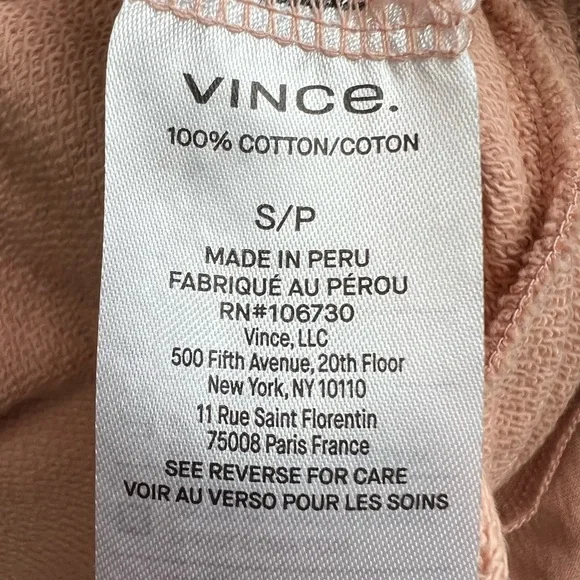 VINCe.
100% COTTON/COTON
S/P
MADE IN PERU
FABRIQUÉ AU PÉROU
RN#106730
Vince, LLC
500 Fifth Avenue, 20th Floor
New York, NY 10110
11 Rue Saint Florentin
75008 Paris France
SEE REVERSE FOR CARE
VOIR AU VERSO POUR LES SOINS